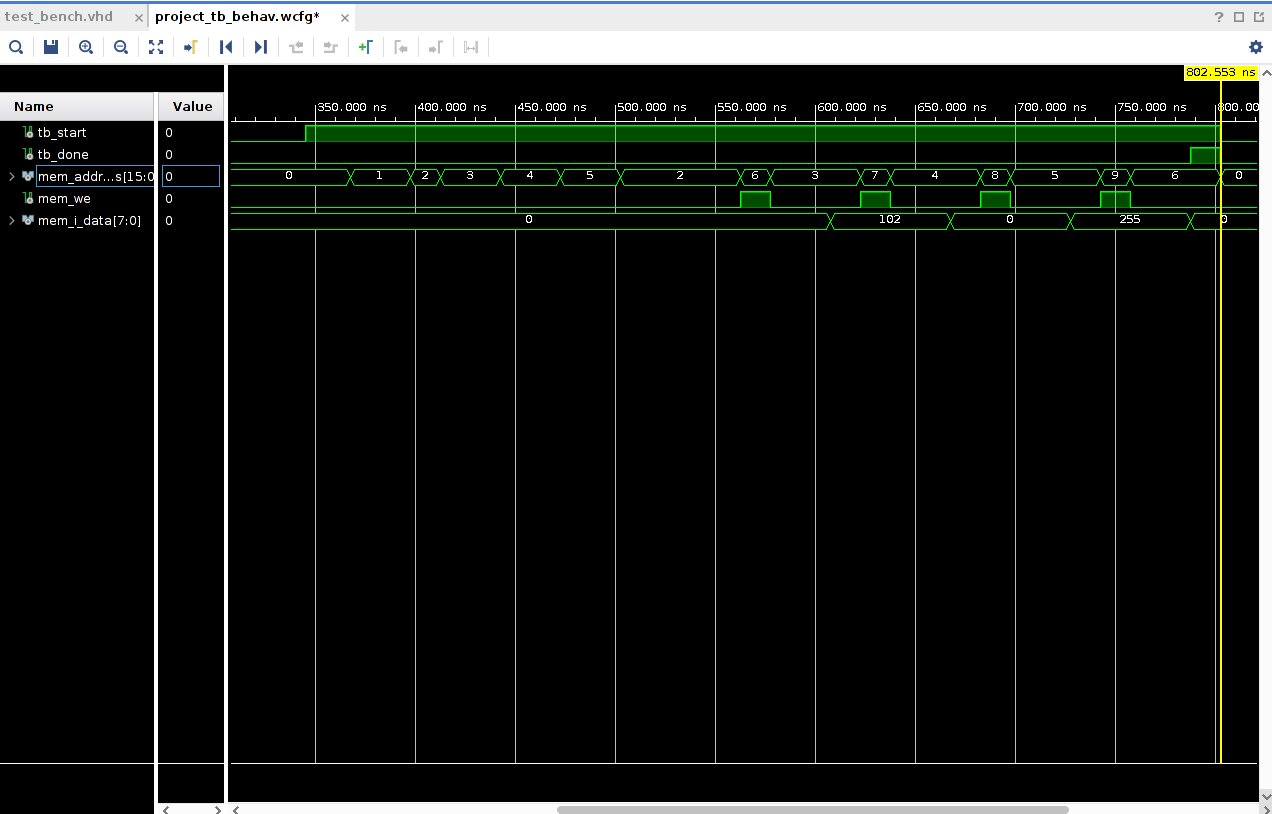 test_bench.vhd × project_tb_behav.wcfg* ×
?
802.553 ns
Name Value
350.000 ns 400.000 ns 450.000 ns 500.000 ns 550.000 ns 600.000 ns 650.000 ns 700.000 ns 750.000 ns 800.00
tb_start 0
tb_done 0
mem_addr...s[15:0 0 0 1 2 3 4 5 2 6 3 7 4 8 5 9 6 0
mem_we 0
mem_i_data[7:0] 0 0 102 0 255 0